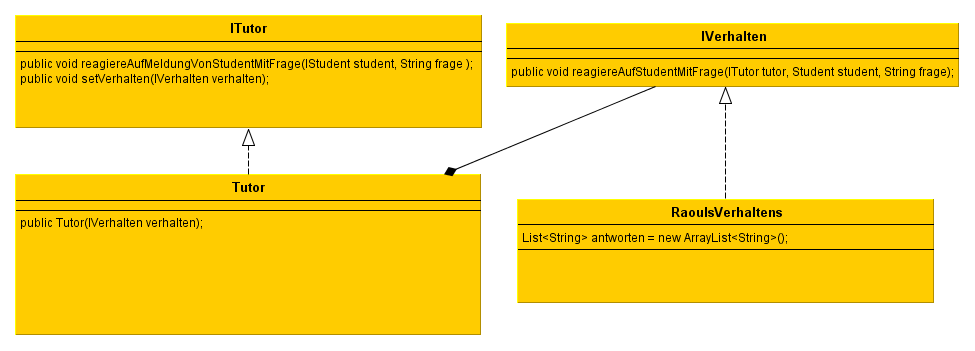 ITutor
public void reagiereAufMeldungVonStudentMitFrage(IStudent student, String frage );
public void setVerhalten(IVerhalten verhalten);
IVerhalten
public void reagiereAufStudentMitFrage(ITutor tutor, Student student, String frage);
Tutor
public Tutor(IVerhalten verhalten);
RaoulsVerhaltens
List<String> antworten = new ArrayList<String>();